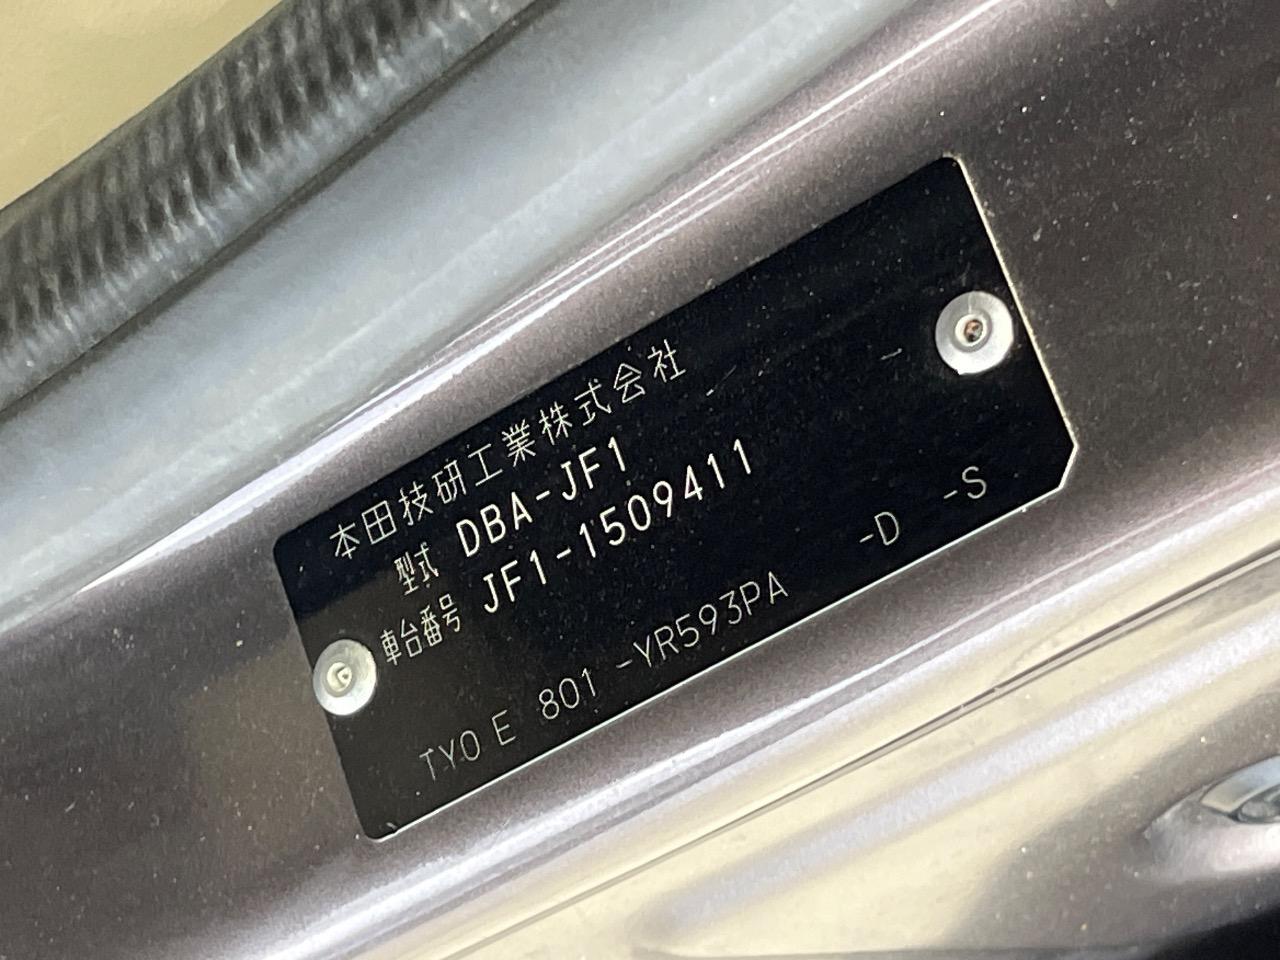 本田技研工業株式会社
型式 DBA-JF1
車台番号 JF1-1509411
TY0 E 801 -YR593PA -D -S